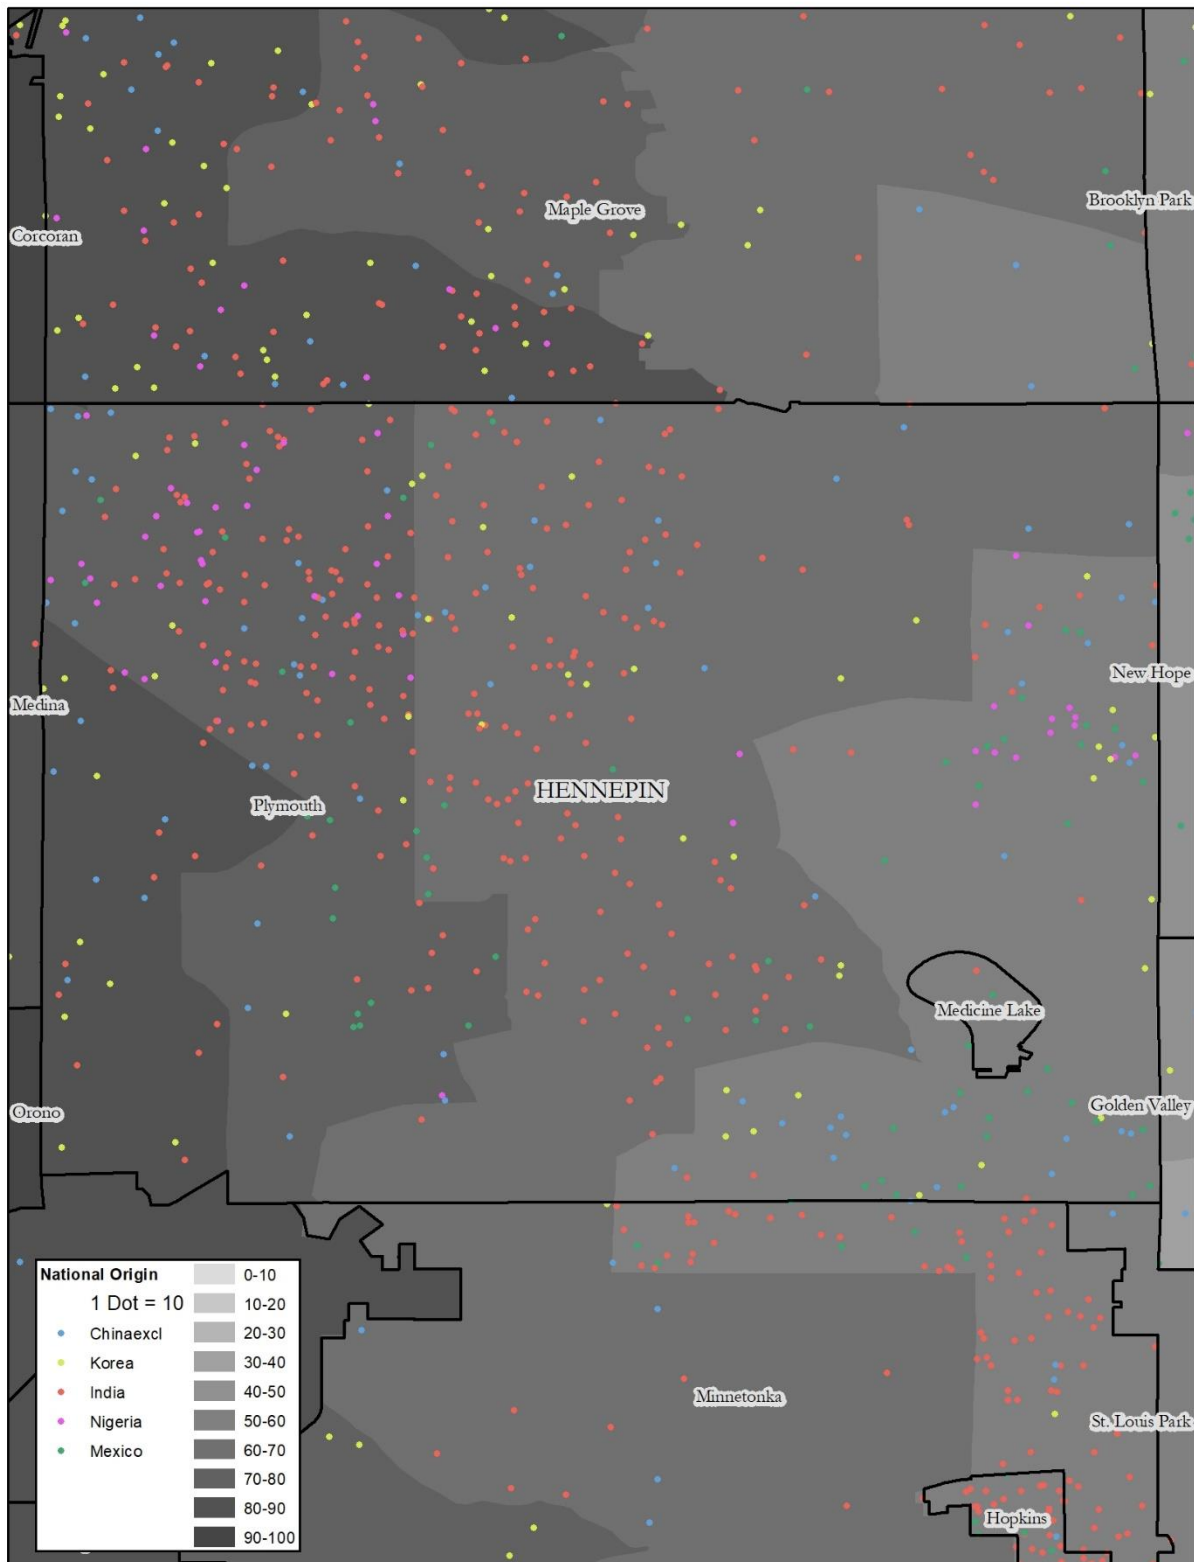 Maple Grove
Brooklyn Park
Corcoran
New Hope
Medina
HENNEPIN
Plymouth
Medicine Lake
Orono
Golden Valley
Minnetonka
St. Louis Park
Hopkins
National Origin
1 Dot = 10
Chinaexcl
Korea
India
Nigeria
Mexico
0-10
10-20
20-30
30-40
40-50
50-60
60-70
70-80
80-90
90-100